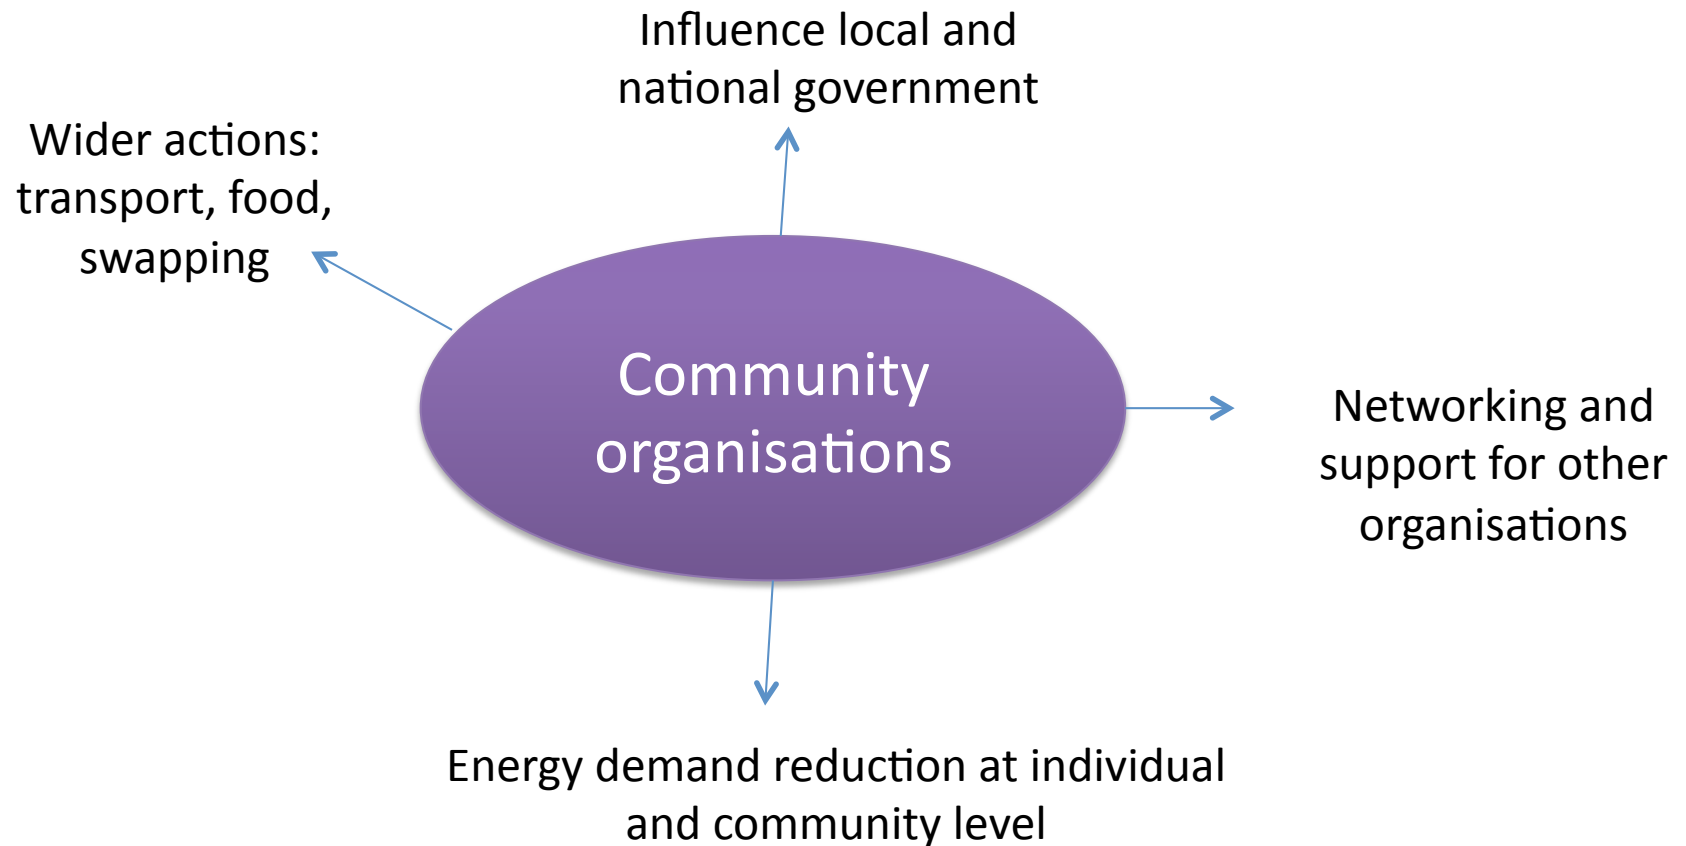 Influence local and
national government
Wider actions:
transport, food,
swapping
Community
organisations
Networking and
support for other
organisations
Energy demand reduction at individual
and community level